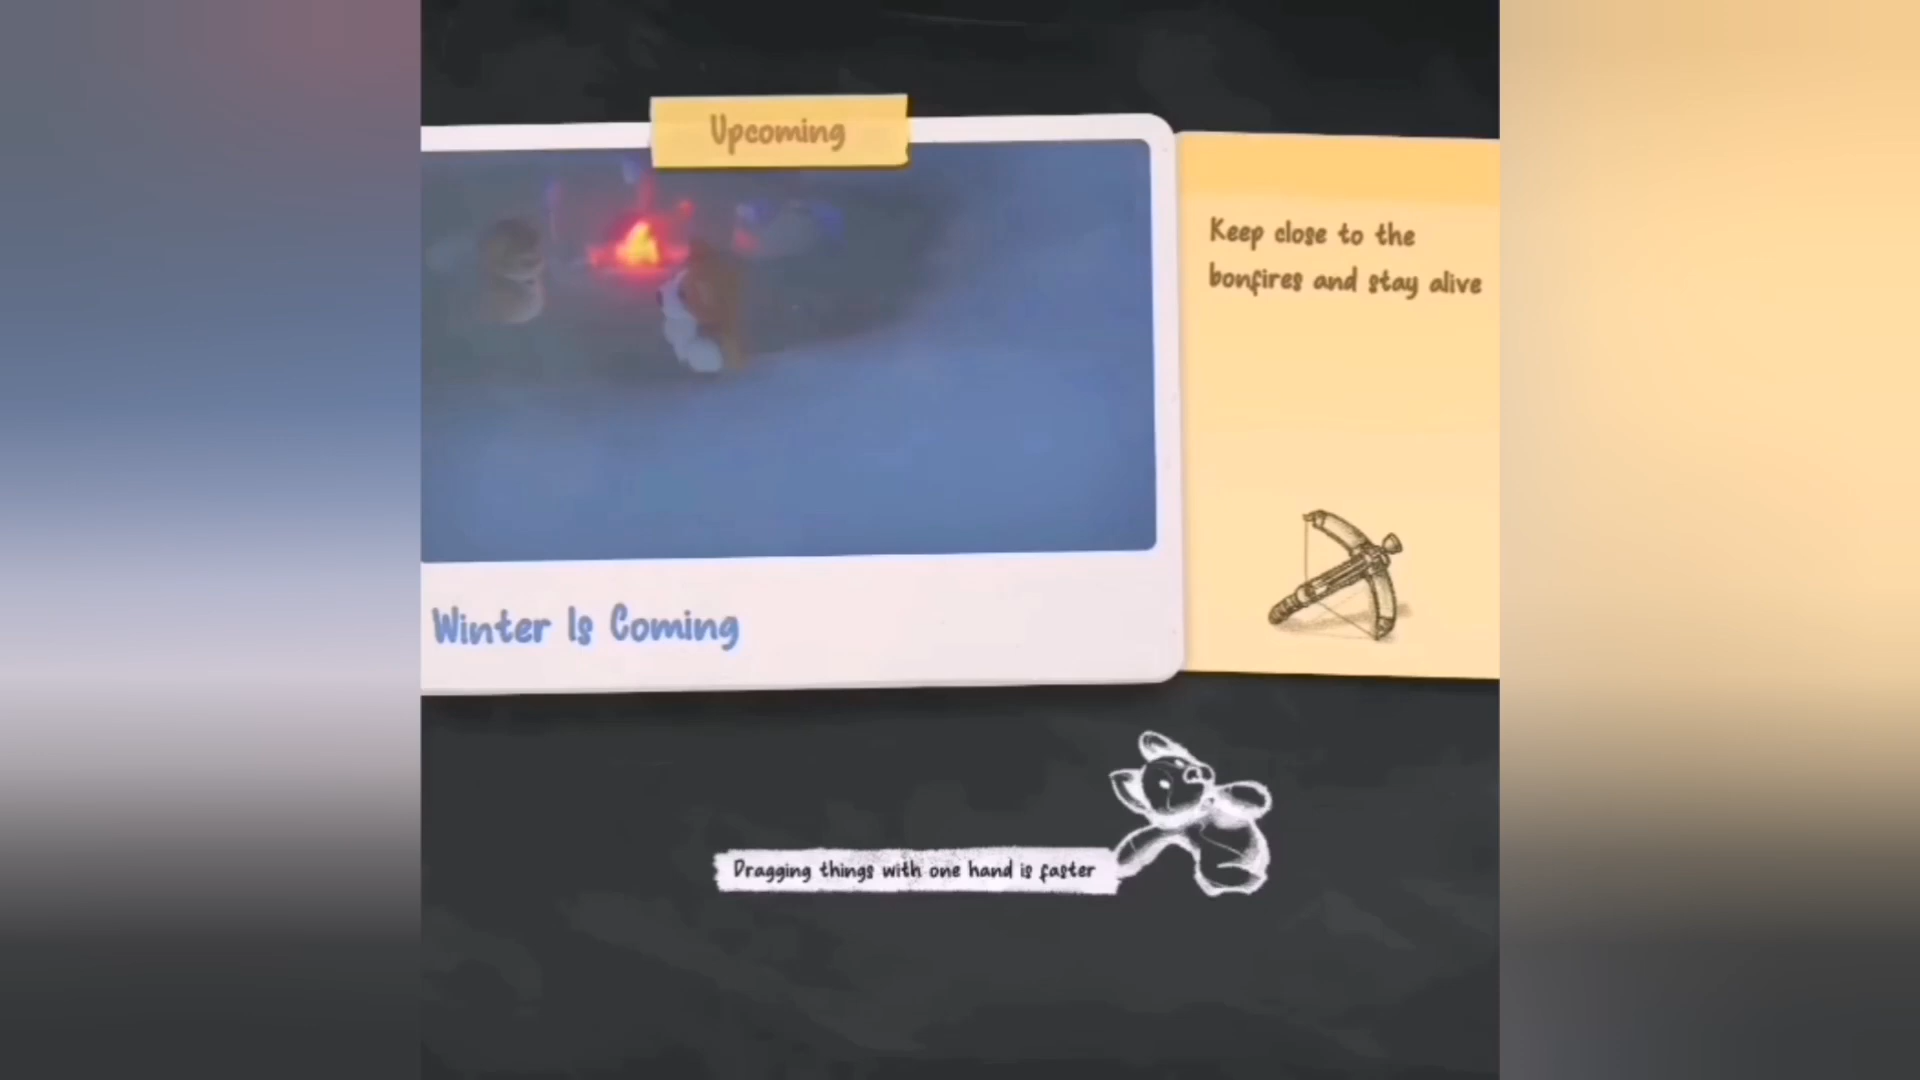 Upcoming
Keep close to the
bonfires and stay alive
Winter Is Coming
Dragging things with one hand is faster